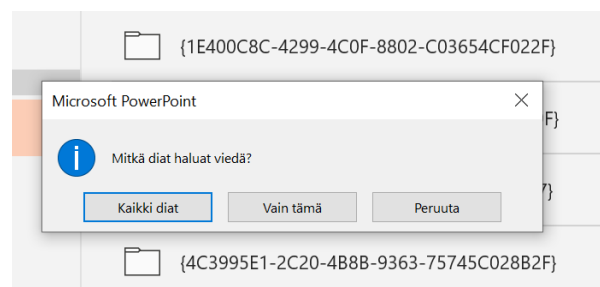 {1E400C8C-4299-4C0F-8802-C03654CF022F}
Microsoft PowerPoint
F}
Mitkä diat haluat viedä?
7}
Kaikki diat Vain tämä Peruuta
{4C3995E1-2C20-4B8B-9363-75745C028B2F}